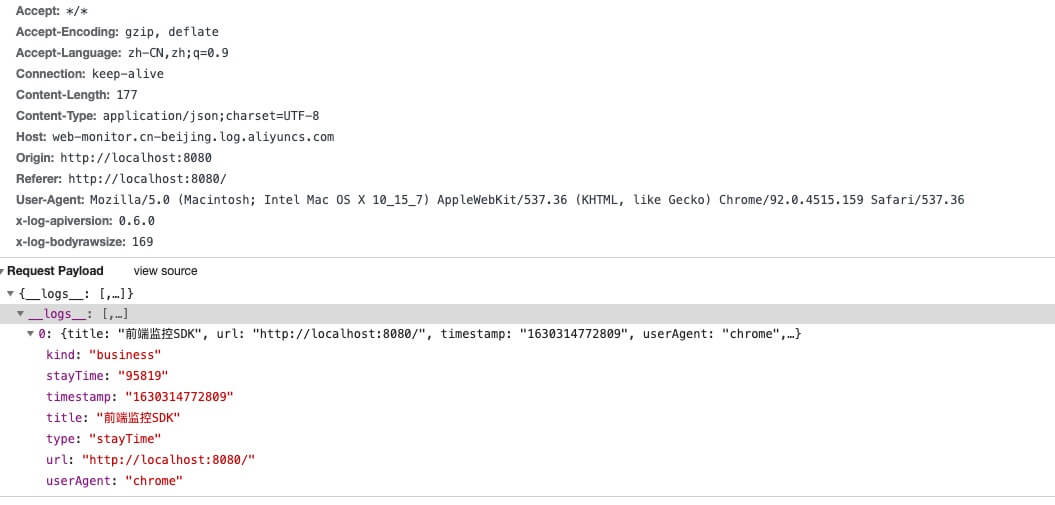 Accept: */*
Accept-Encoding: gzip, deflate
Accept-Language: zh-CN,zh;q=0.9
Connection: keep-alive
Content-Length: 177
Content-Type: application/json;charset=UTF-8
Host: web-monitor.cn-beijing.log.aliyuncs.com
Origin: http://localhost:8080
Referer: http://localhost:8080/
User-Agent: Mozilla/5.0 (Macintosh; Intel Mac OS X 10_15_7) AppleWebKit/537.36 (KHTML, like Gecko) Chrome/92.0.4515.159 Safari/537.36
x-log-apiversion: 0.6.0
x-log-bodyrawsize: 169
Request Payload view source
{__logs__: [,…]}
__logs__: [,…]
0: {title: "前端监控SDK", url: "http://localhost:8080/", timestamp: "1630314772809", userAgent: "chrome",…}
kind: "business"
stayTime: "95819"
timestamp: "1630314772809"
title: "前端监控SDK"
type: "stayTime"
url: "http://localhost:8080/"
userAgent: "chrome"